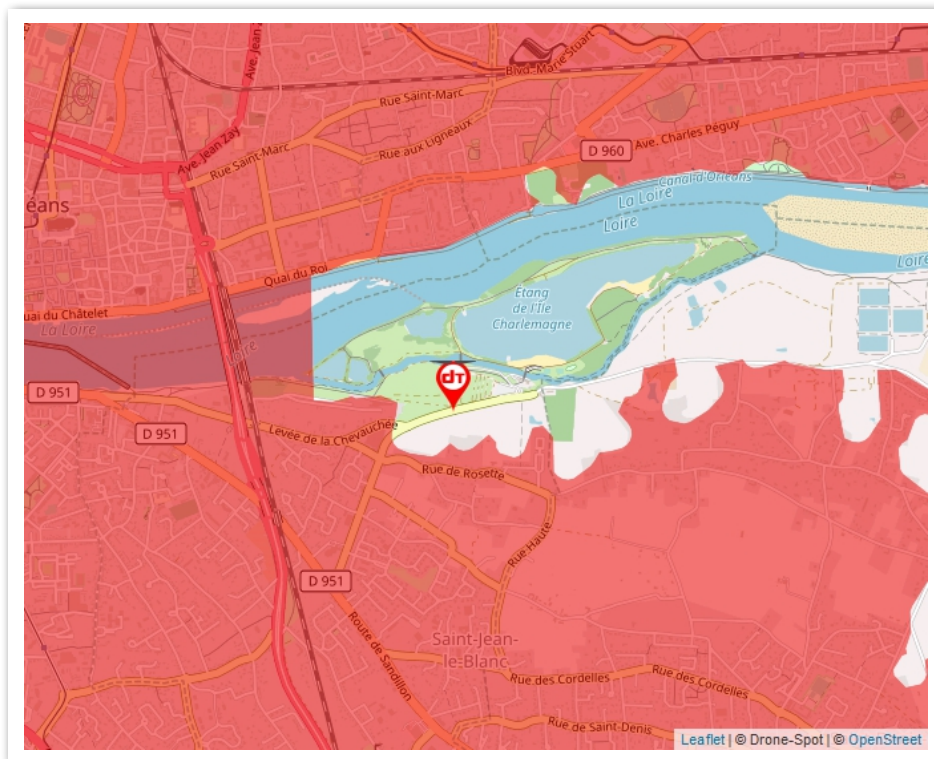 Blvd. Marie Stuart
Ave. Jean
Rue Saint-Marc
Ave. Jean Zay
Rue aux Ligneaux
Ave. Charles Péguy
D 960
Rue Saint-Marc
Canal d'Orléans
La Loire
Loire
éans
Loire
Quai du Roi
Étang
de l'Île
Charlemagne
uai du Châtelet
La Loire
Loire
dT
D 951
Levée de la Chevauchée
D 951
Rue de Rosette
Rue Haute
D 951
Route de Sandillon
Saint-Jean-
le-Blanc
Rue des Cordelles
Rue des Cordelles
Rue de Saint-Denis
Leaflet | © Drone-Spot | © OpenStreet